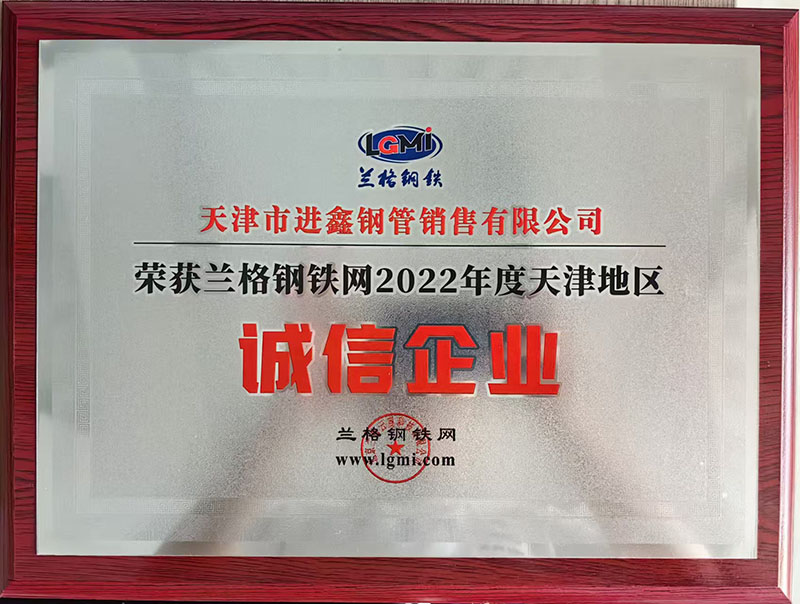 LGMi
兰格钢铁
天津市进鑫钢管销售有限公司
荣获兰格钢铁网2022年度天津地区
诚信企业
兰格钢铁网
www.lgmi.com